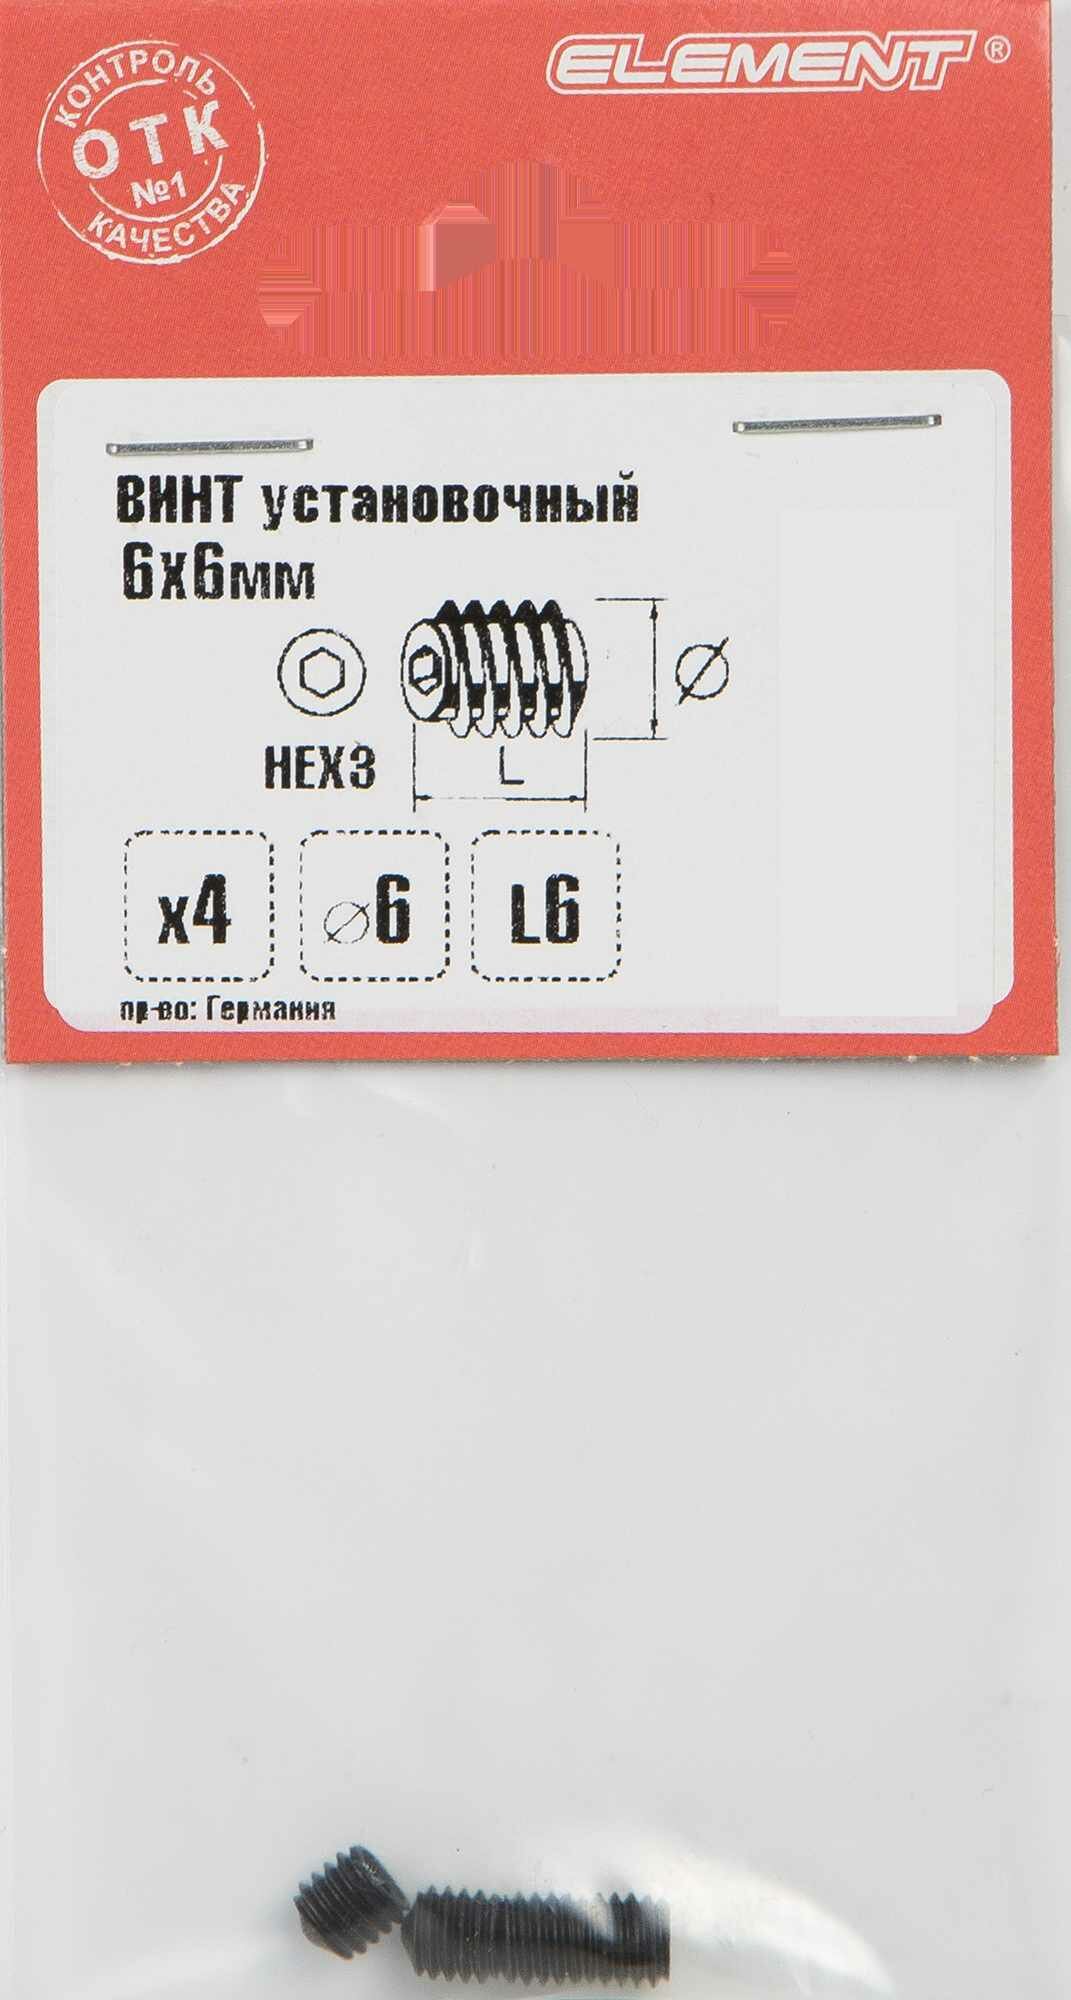 КОНТРОЛЬ
ОТК
№1
КАЧЕСТВА
ELEMENT®
ВИНТ установочный
6х6мм
Ø
HEX3
L
x4
⌀6
L6
пр-во: Германия